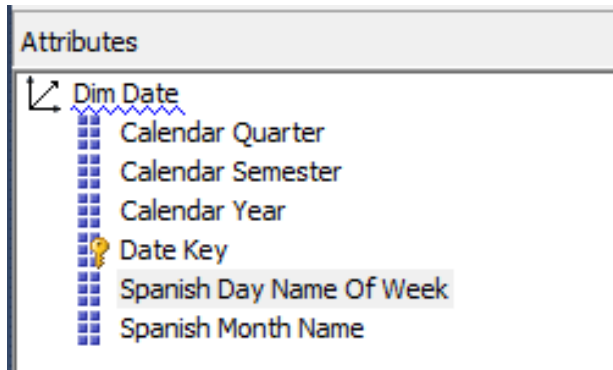 Attributes
Dim Date
Calendar Quarter
Calendar Semester
Calendar Year
Date Key
Spanish Day Name Of Week
Spanish Month Name